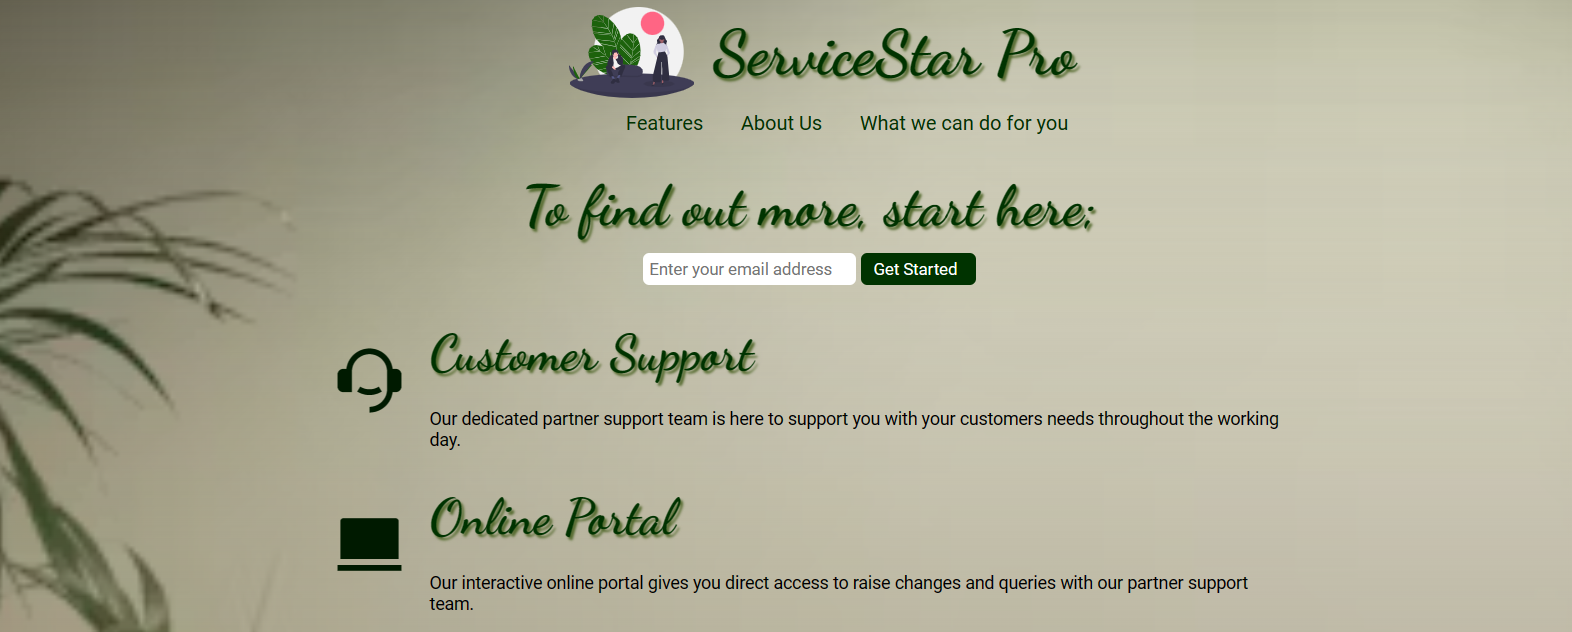 ServiceStar Pro
Features About Us What we can do for you
To find out more, start here;
Enter your email address Get Started
Customer Support
Our dedicated partner support team is here to support you with your customers needs throughout the working
day.
Online Portal
Our interactive online portal gives you direct access to raise changes and queries with our partner support
team.